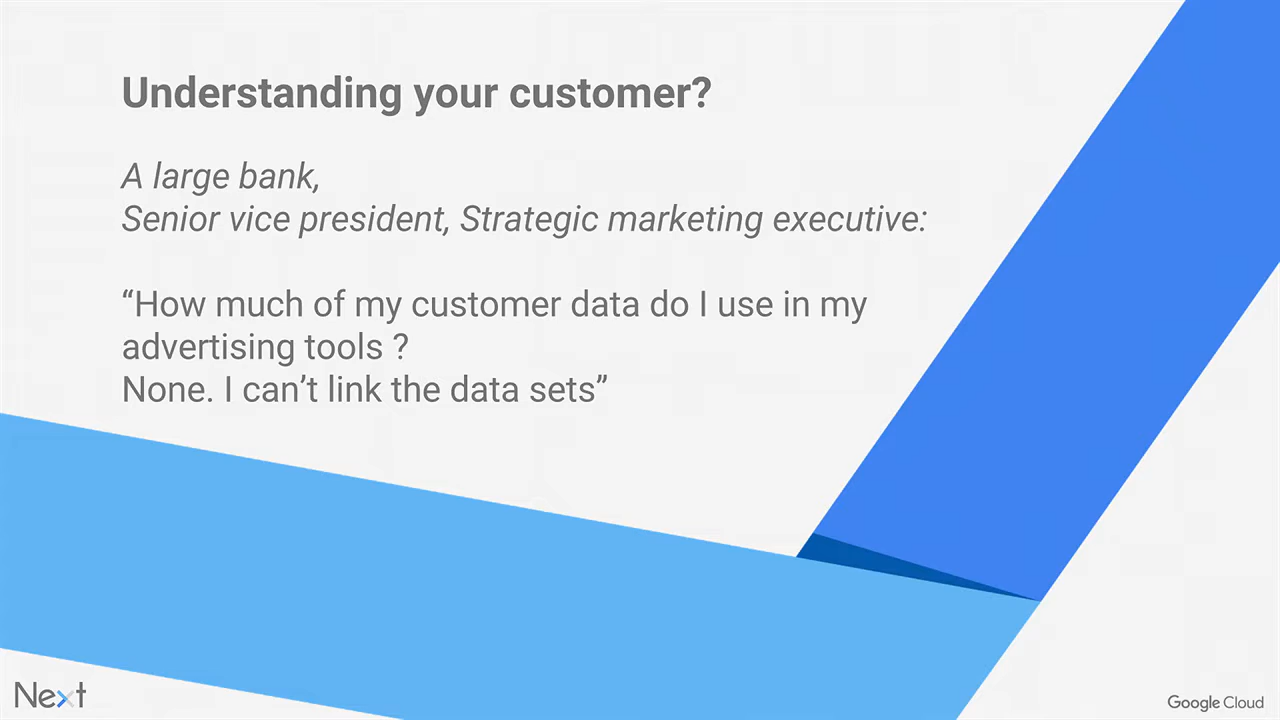 Understanding your customer?
A large bank,
Senior vice president, Strategic marketing executive:
“How much of my customer data do I use in my
advertising tools ?
None. I can’t link the data sets”
Next
Google Cloud